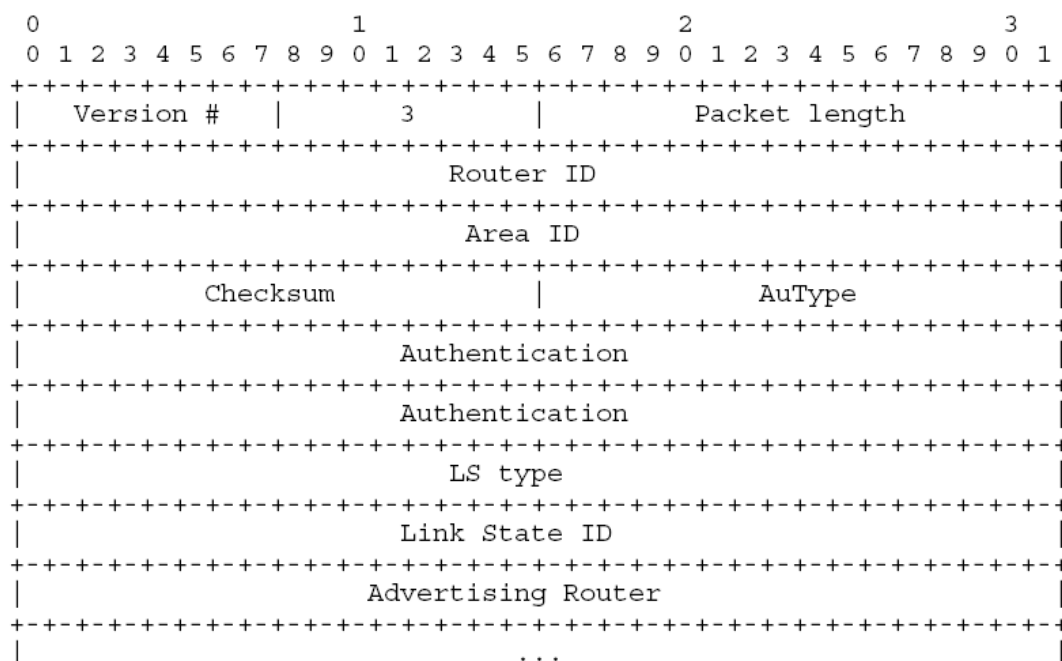 0                   1                   2                   3
0 1 2 3 4 5 6 7 8 9 0 1 2 3 4 5 6 7 8 9 0 1 2 3 4 5 6 7 8 9 0 1
+-+-+-+-+-+-+-+-+-+-+-+-+-+-+-+-+-+-+-+-+-+-+-+-+-+-+-+-+-+-+-+-+
| Version # | 3 | Packet length |
+-+-+-+-+-+-+-+-+-+-+-+-+-+-+-+-+-+-+-+-+-+-+-+-+-+-+-+-+-+-+-+-+
| Router ID |
+-+-+-+-+-+-+-+-+-+-+-+-+-+-+-+-+-+-+-+-+-+-+-+-+-+-+-+-+-+-+-+-+
| Area ID |
+-+-+-+-+-+-+-+-+-+-+-+-+-+-+-+-+-+-+-+-+-+-+-+-+-+-+-+-+-+-+-+-+
| Checksum | AuType |
+-+-+-+-+-+-+-+-+-+-+-+-+-+-+-+-+-+-+-+-+-+-+-+-+-+-+-+-+-+-+-+-+
| Authentication |
+-+-+-+-+-+-+-+-+-+-+-+-+-+-+-+-+-+-+-+-+-+-+-+-+-+-+-+-+-+-+-+-+
| Authentication |
+-+-+-+-+-+-+-+-+-+-+-+-+-+-+-+-+-+-+-+-+-+-+-+-+-+-+-+-+-+-+-+-+
| LS type |
+-+-+-+-+-+-+-+-+-+-+-+-+-+-+-+-+-+-+-+-+-+-+-+-+-+-+-+-+-+-+-+-+
| Link State ID |
+-+-+-+-+-+-+-+-+-+-+-+-+-+-+-+-+-+-+-+-+-+-+-+-+-+-+-+-+-+-+-+-+
| Advertising Router |
+-+-+-+-+-+-+-+-+-+-+-+-+-+-+-+-+-+-+-+-+-+-+-+-+-+-+-+-+-+-+-+-+
| ... |